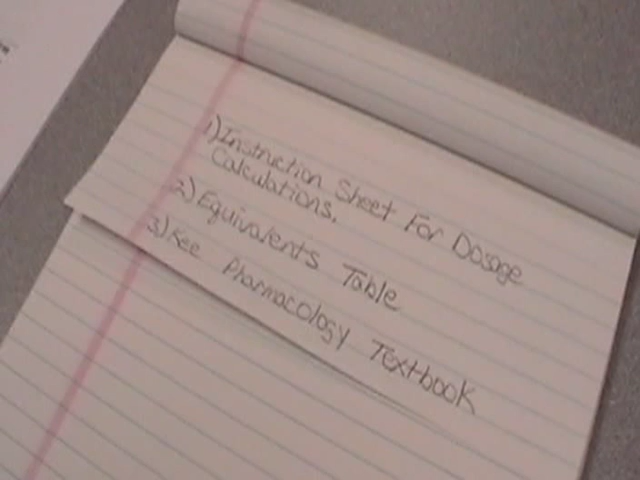 1) Instruction Sheet For Dosage
Calculations.
2) Equivalents Table
3) Kee Pharmacology Textbook